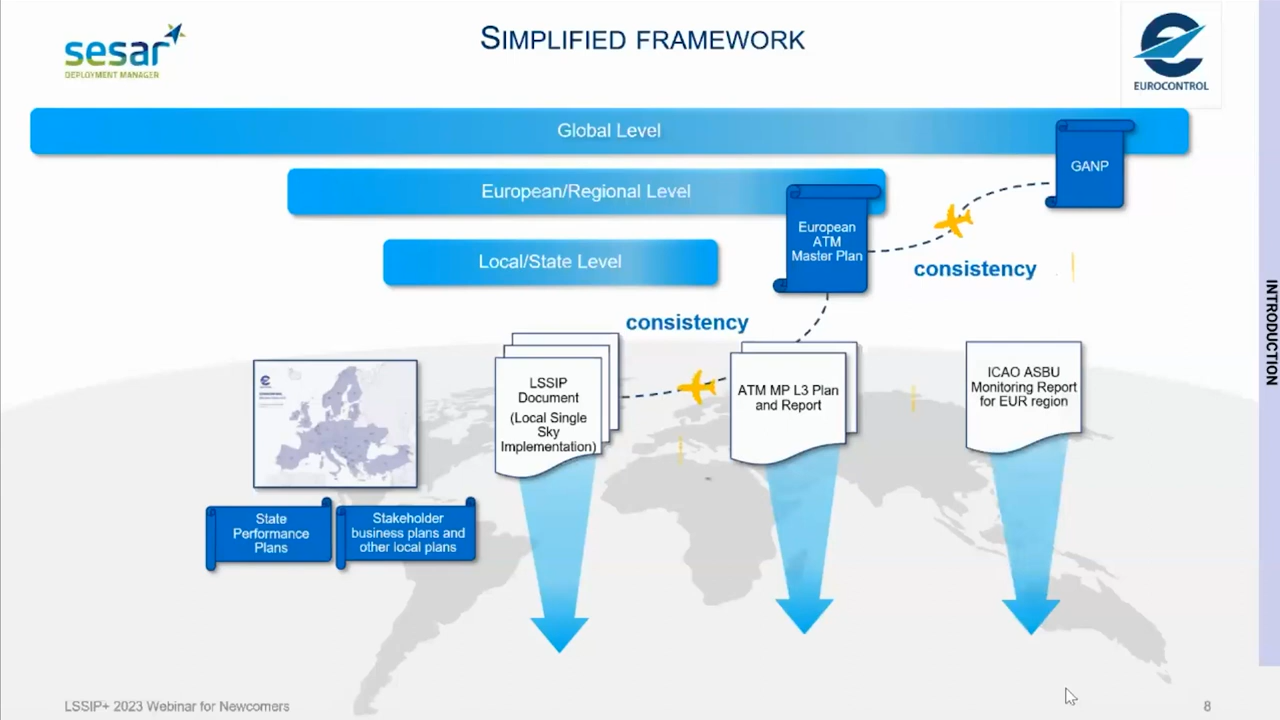 sesar
DEPLOYMENT MANAGER
SIMPLIFIED FRAMEWORK
EUROCONTROL
Global Level
GANP
European/Regional Level
European
ATM
Master Plan
Local/State Level
consistency
consistency
LSSIP
Document
(Local Single
Sky
Implementation)
ATM MP L3 Plan
and Report
ICAO ASBU
Monitoring Report
for EUR region
State
Performance
Plans
Stakeholder
business plans and
other local plans
INTRODUCTION
LSSIP+ 2023 Webinar for Newcomers
8